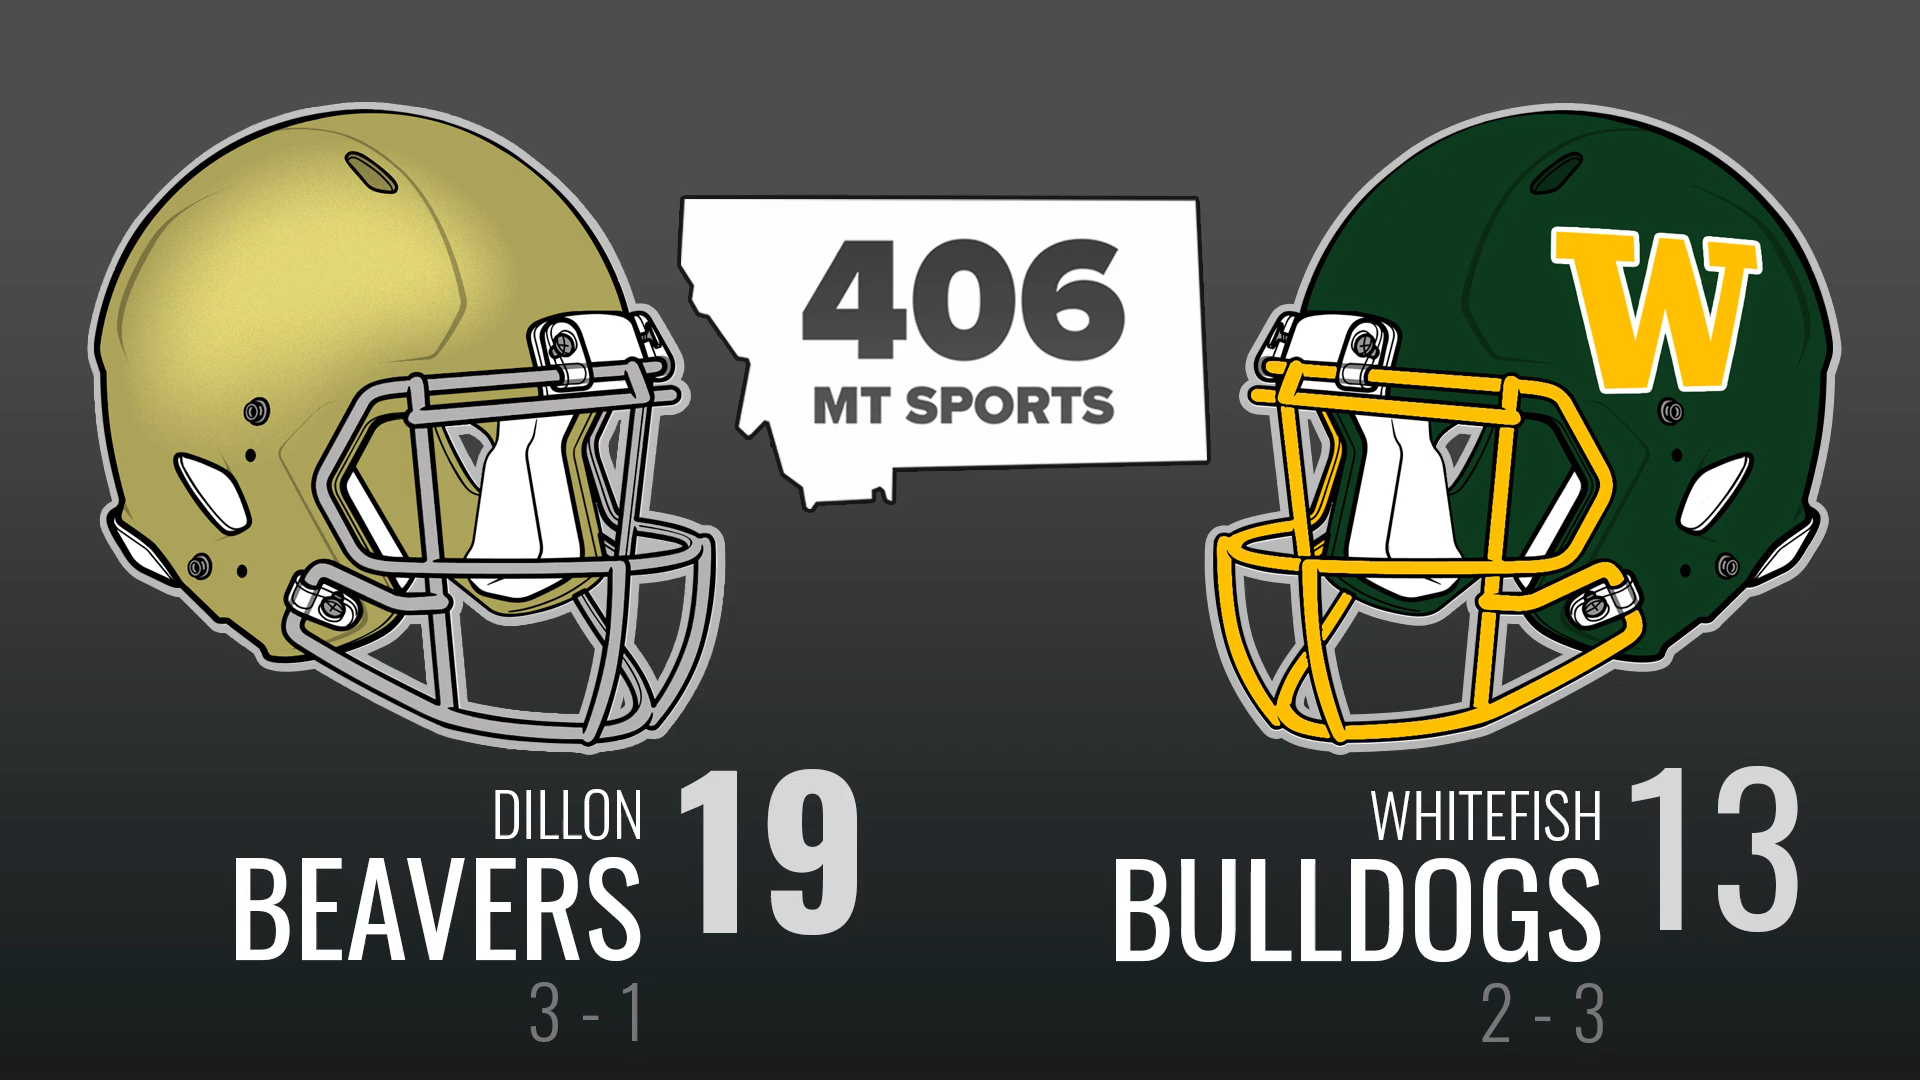 406
MT SPORTS
W
DILLON
BEAVERS
19
3 - 1
WHITEFISH
BULLDOGS
13
2 - 3